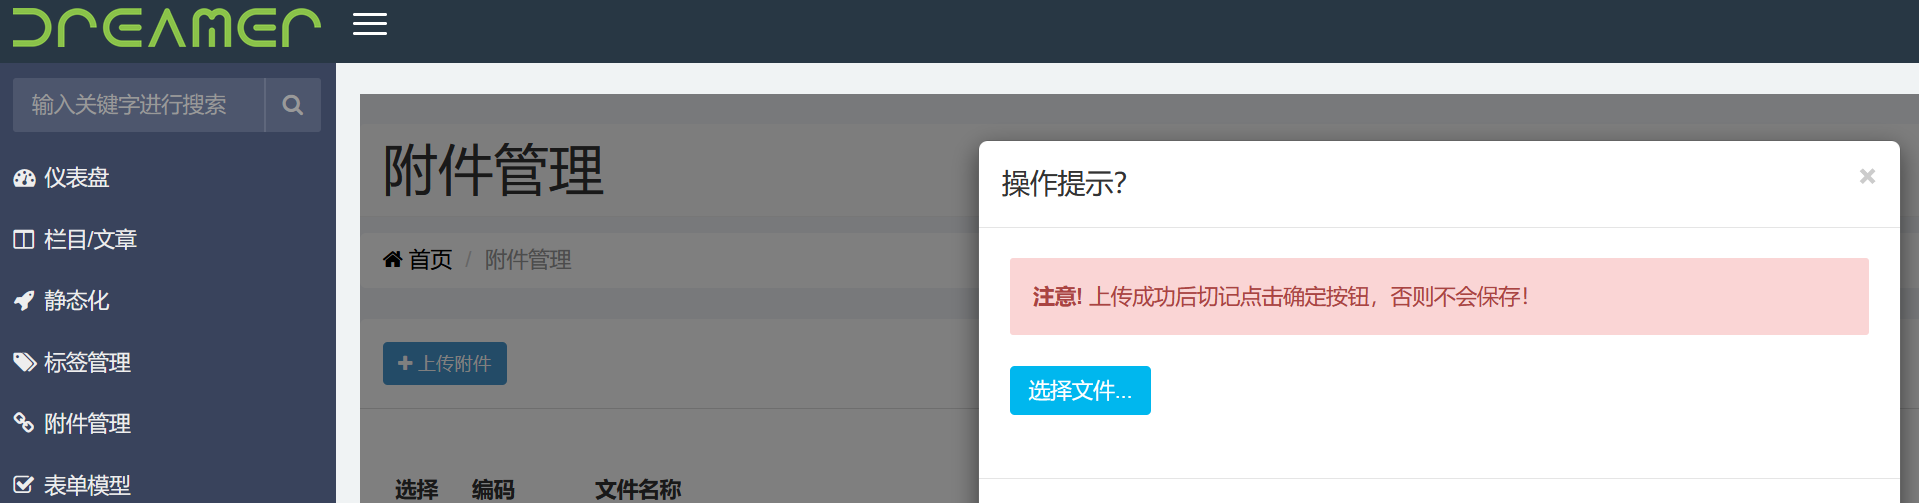 DREAMER
输入关键字进行搜索
仪表盘
栏目/文章
静态化
标签管理
附件管理
表单模型
附件管理
首页 / 附件管理
上传附件
选择 编码 文件名称
操作提示?
×
注意! 上传成功后切记点击确定按钮，否则不会保存!
选择文件...